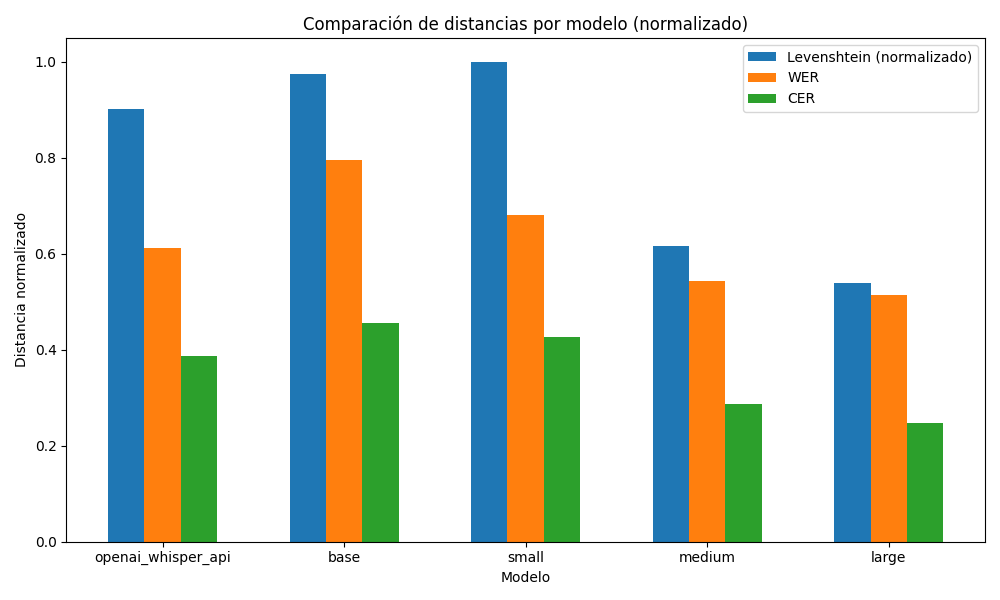 Comparación de distancias por modelo (normalizado)
Levenshtein (normalizado)
WER
CER
Distancia normalizado
1.0
0.8
0.6
0.4
0.2
0.0
openai_whisper_api base small medium large
Modelo